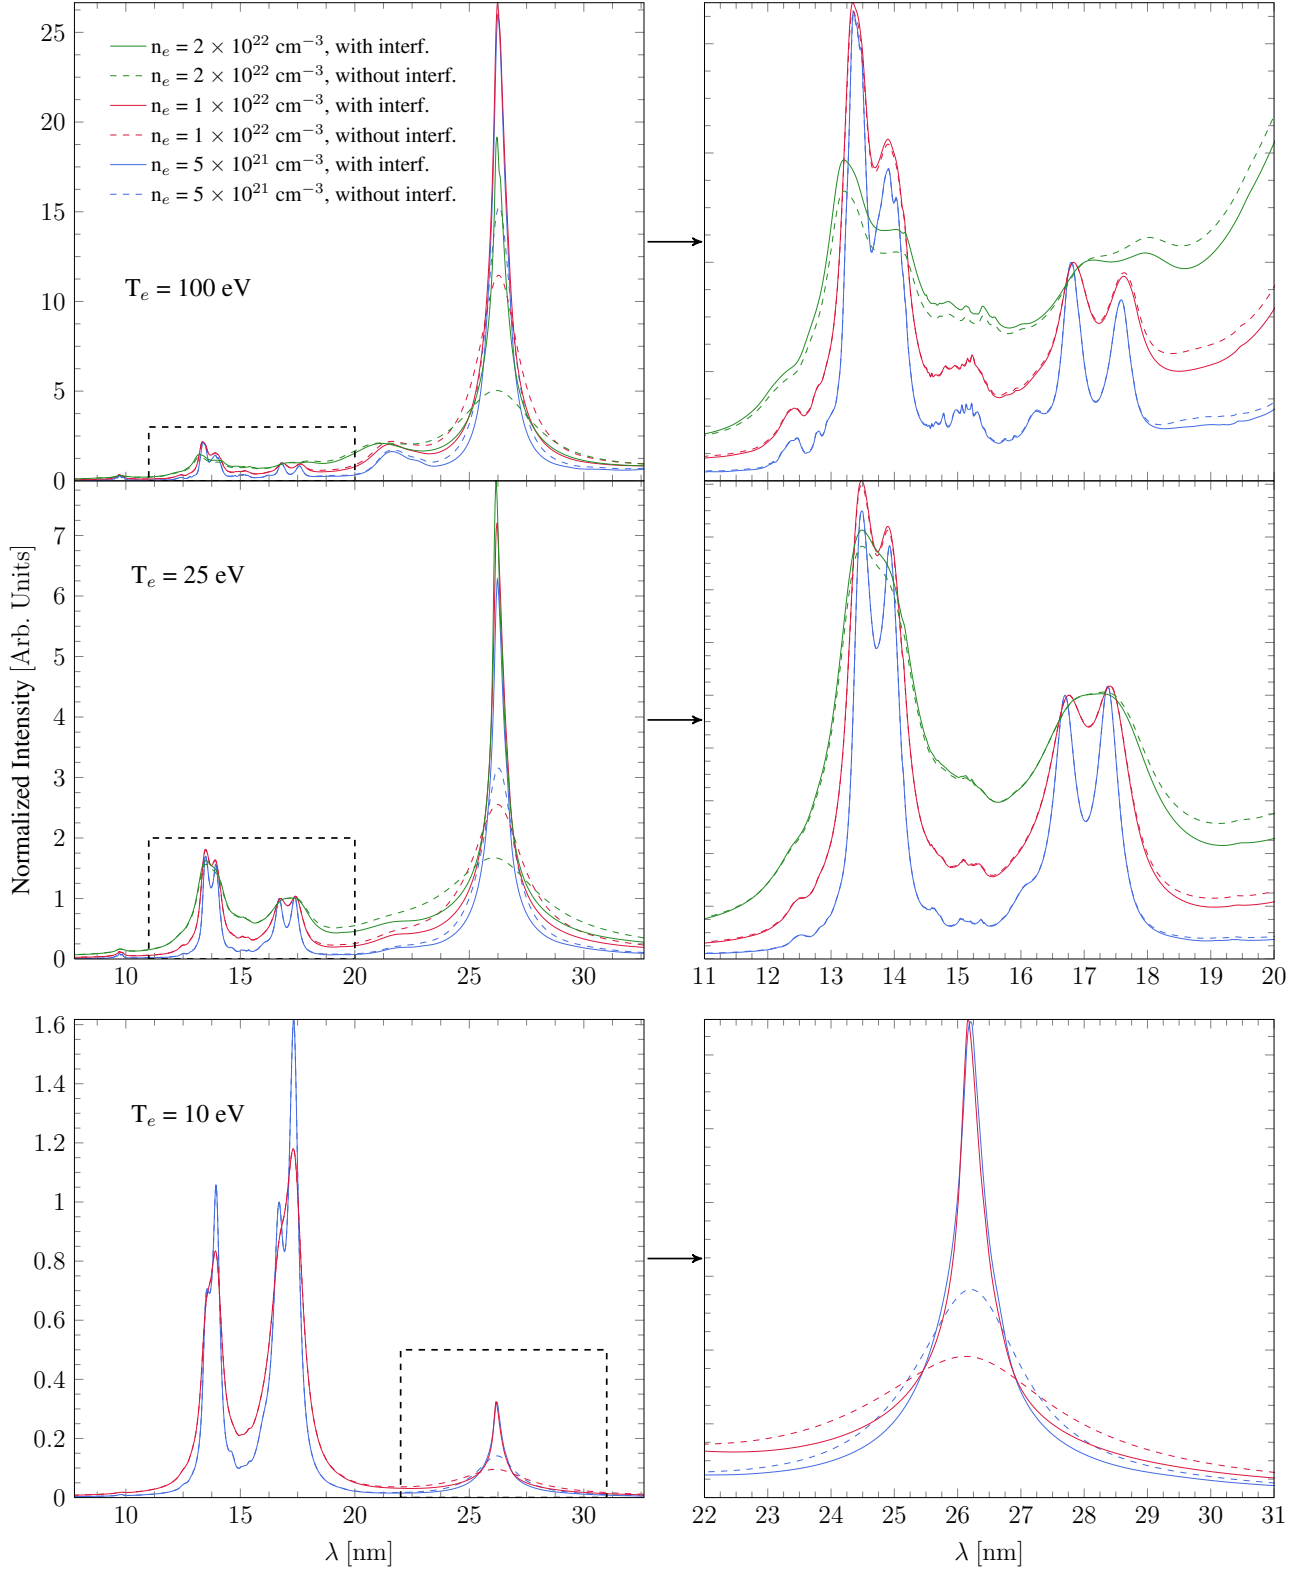 25
20
15
10
5
0
n_e = 2 × 10^22 cm^−3, with interf.
n_e = 2 × 10^22 cm^−3, without interf.
n_e = 1 × 10^22 cm^−3, with interf.
n_e = 1 × 10^22 cm^−3, without interf.
n_e = 5 × 10^21 cm^−3, with interf.
n_e = 5 × 10^21 cm^−3, without interf.
T_e = 100 eV
Normalized Intensity [Arb. Units]
7
6
5
4
3
2
1
0
T_e = 25 eV
10 15 20 25 30
11 12 13 14 15 16 17 18 19 20
1.6
1.4
1.2
1
0.8
0.6
0.4
0.2
0
T_e = 10 eV
10 15 20 25 30
22 23 24 25 26 27 28 29 30 31
λ [nm]
λ [nm]